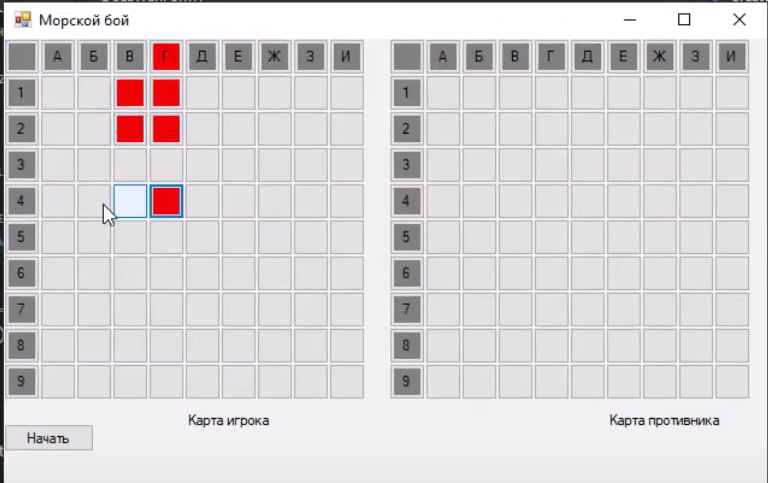 Морской бой
А Б В Г Д Е Ж З И
А Б В Г Д Е Ж З И
1 1
2 2
3 3
4 4
5 5
6 6
7 7
8 8
9 9
Карта игрока
Карта противника
Начать